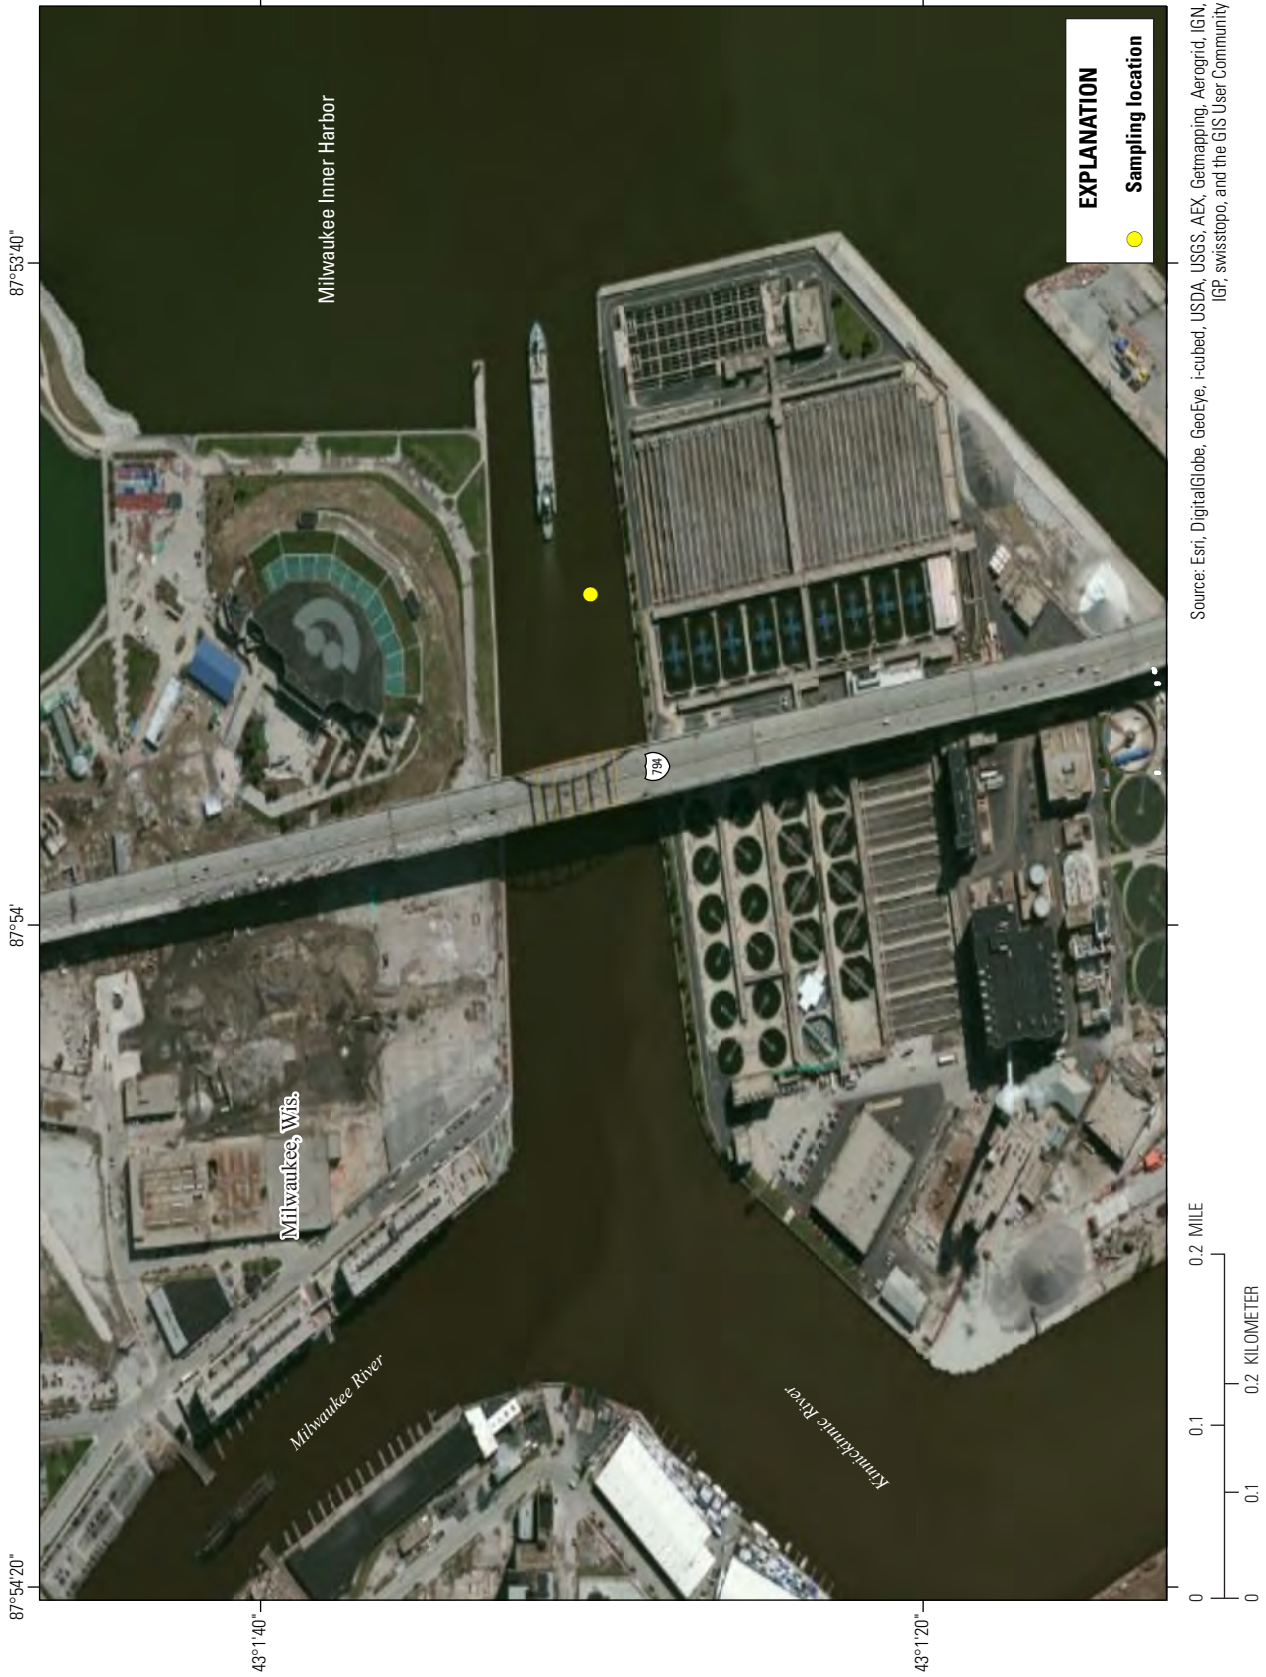 87°54'20"
87°54'
87°53'40"
43°1'40"
43°1'20"
Milwaukee Inner Harbor
Milwaukee, Wis.
Milwaukee River
794
Kinnickinnic River
EXPLANATION
Sampling location
Source: Esri, DigitalGlobe, GeoEye, i-cubed, USDA, USGS, AEX, Getmapping, Aerogrid, IGN,
IGP, swisstopo, and the GIS User Community
0 0.1 0.2 MILE
0 0.1 0.2 KILOMETER